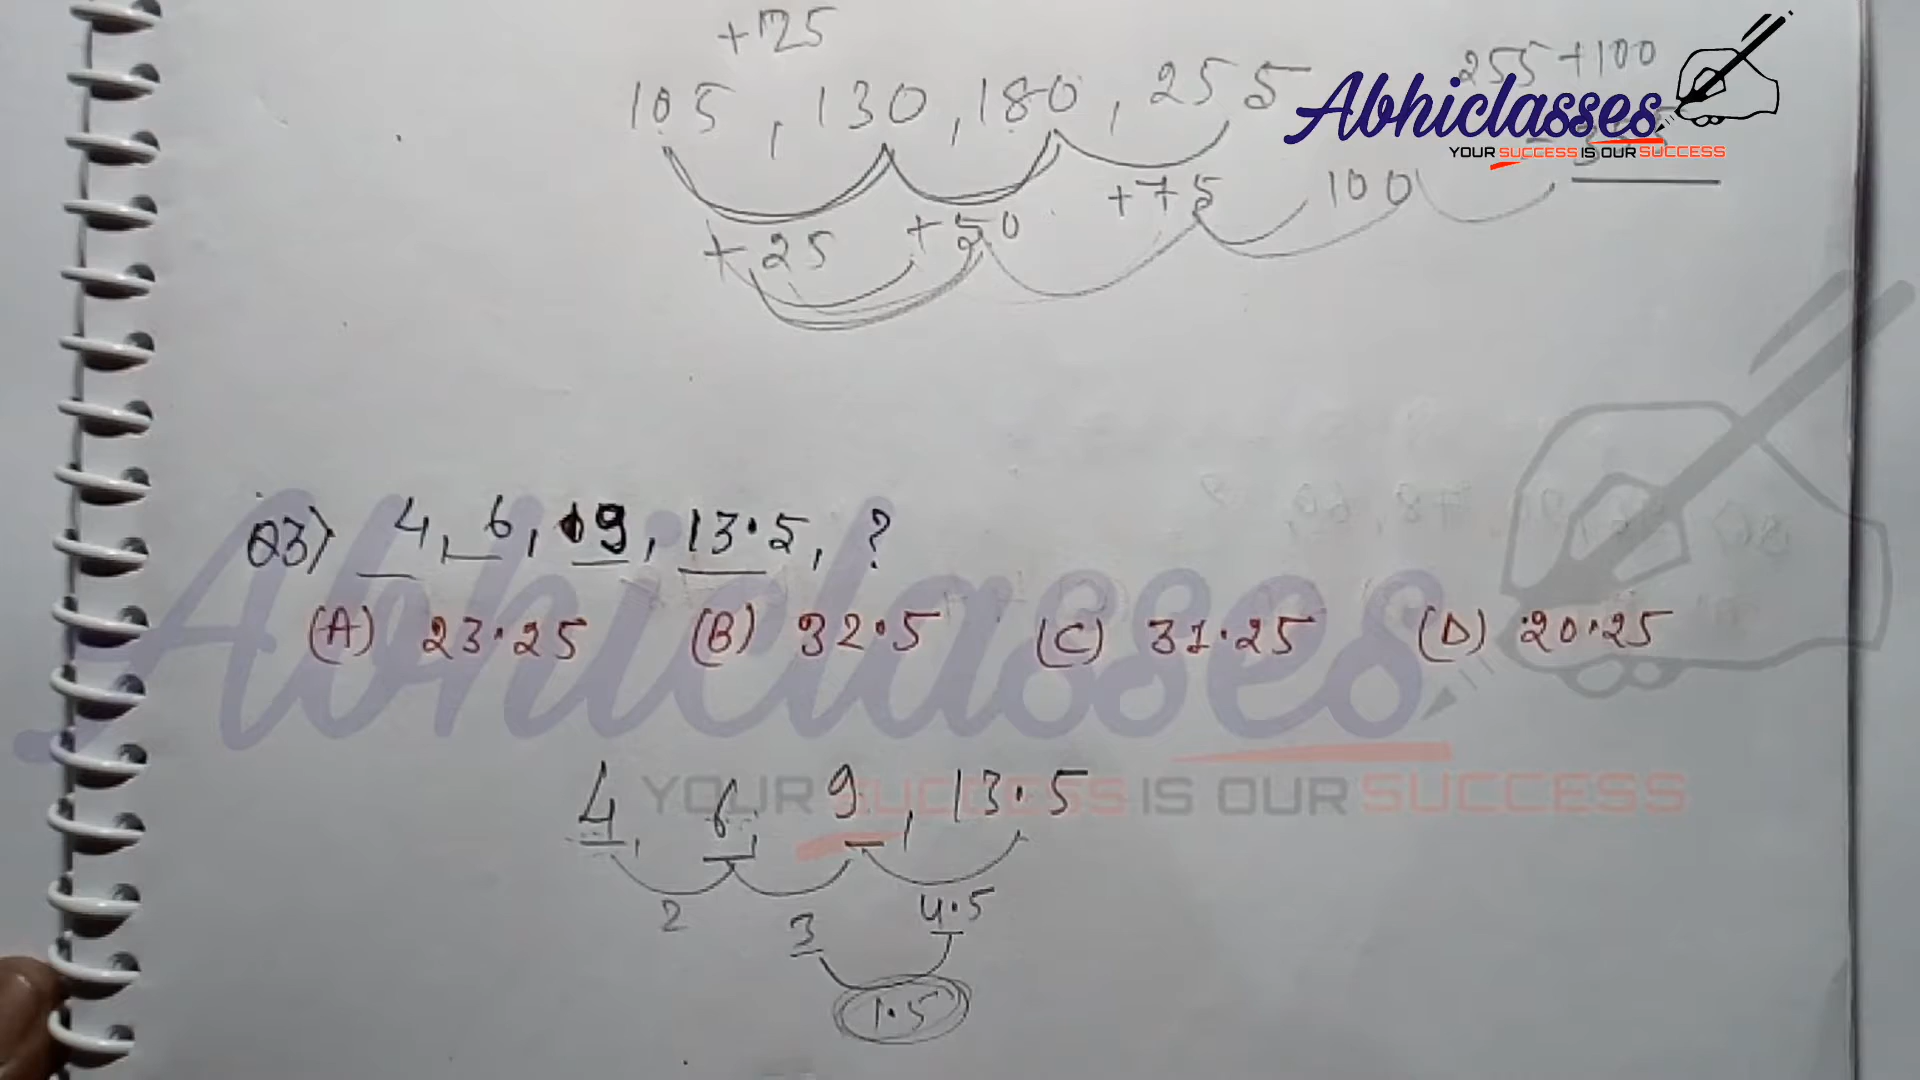 +25
255+100
105, 130, 180, 255
Abhiclasses
YOUR SUCCESS IS OUR SUCCESS
+25 +50 +75 100
Q3) 4, 6, 9, 13.5, ?
(A) 23.25 (B) 32.5 (C) 31.25 (D) 20.25
Abhiclasses
YOUR SUCCESS IS OUR SUCCESS
4, 6, 9, 13.5
2 3 4.5
1.5